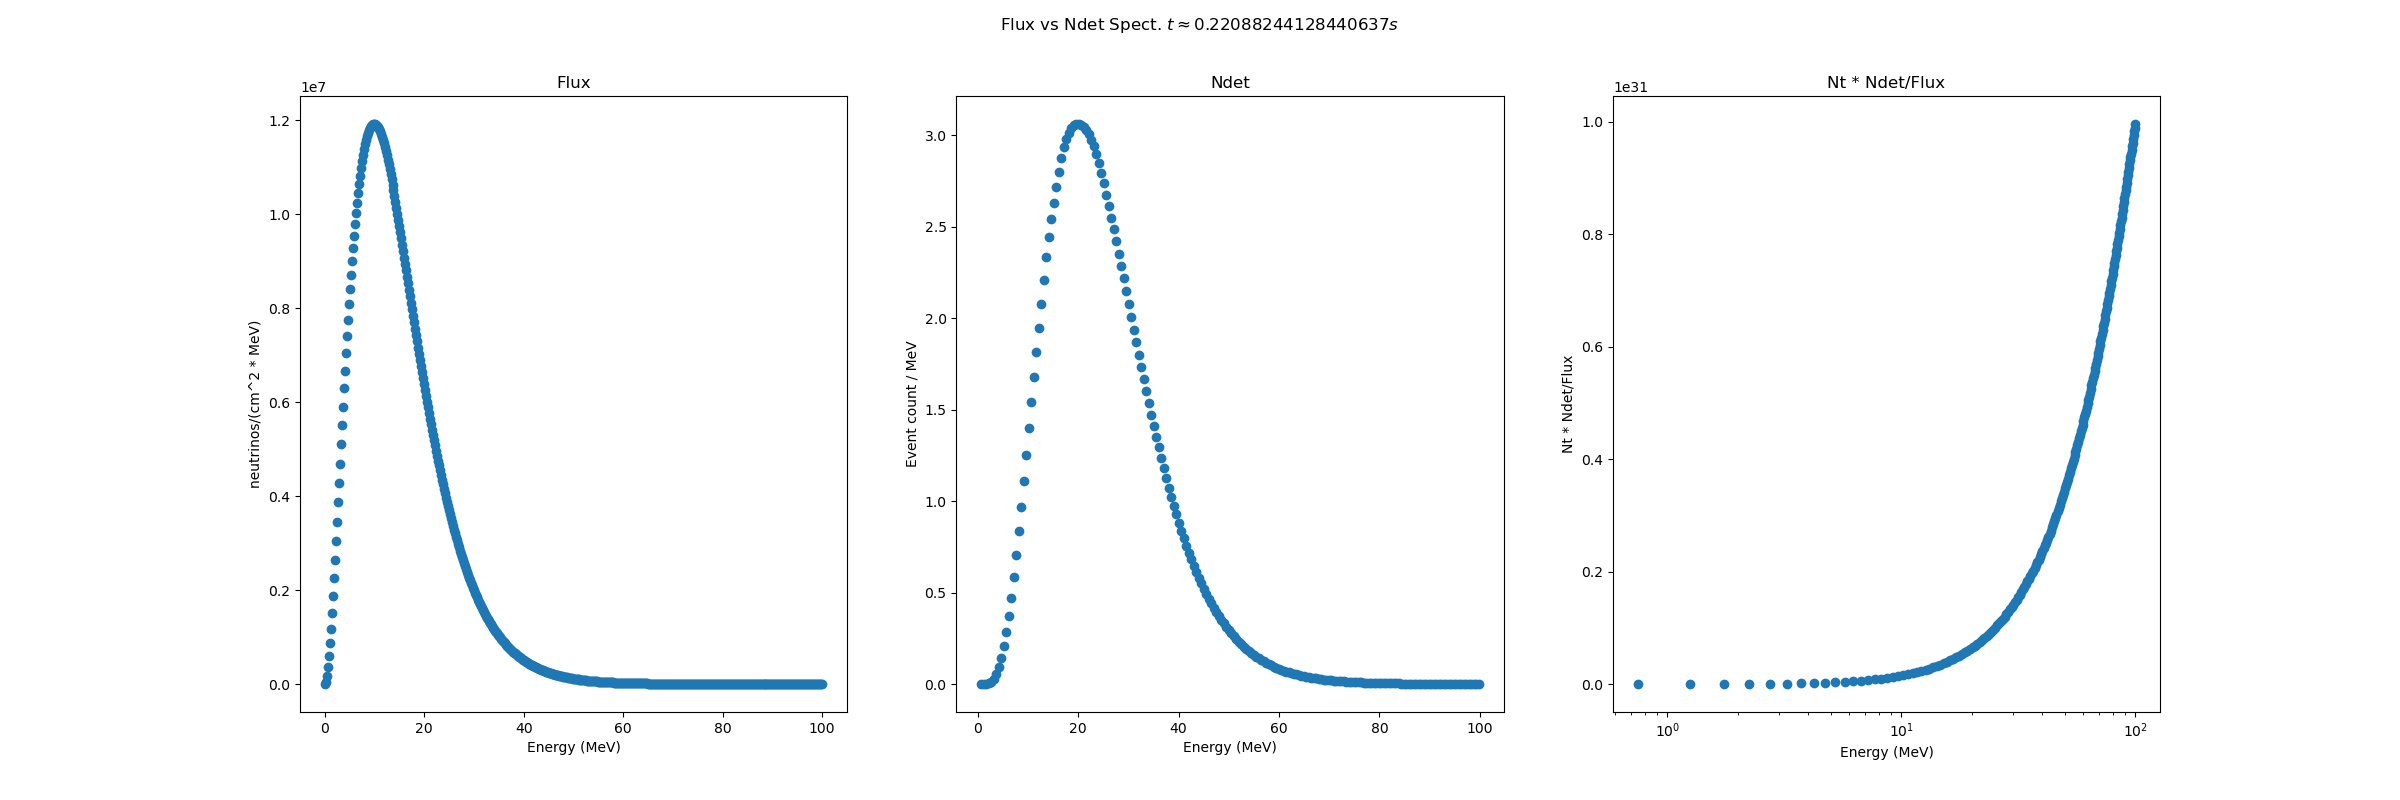 Flux vs Ndet Spect. t ≈ 0.22088244128440637s
Flux
1e7
1.2
1.0
0.8
0.6
0.4
0.2
0.0
neutrinos/(cm^2 * MeV)
0 20 40 60 80 100
Energy (MeV)
Ndet
3.0
2.5
2.0
1.5
1.0
0.5
0.0
Event count / MeV
0 20 40 60 80 100
Energy (MeV)
Nt * Ndet/Flux
1e31
1.0
0.8
0.6
0.4
0.2
0.0
Nt * Ndet/Flux
10⁰ 10¹ 10²
Energy (MeV)